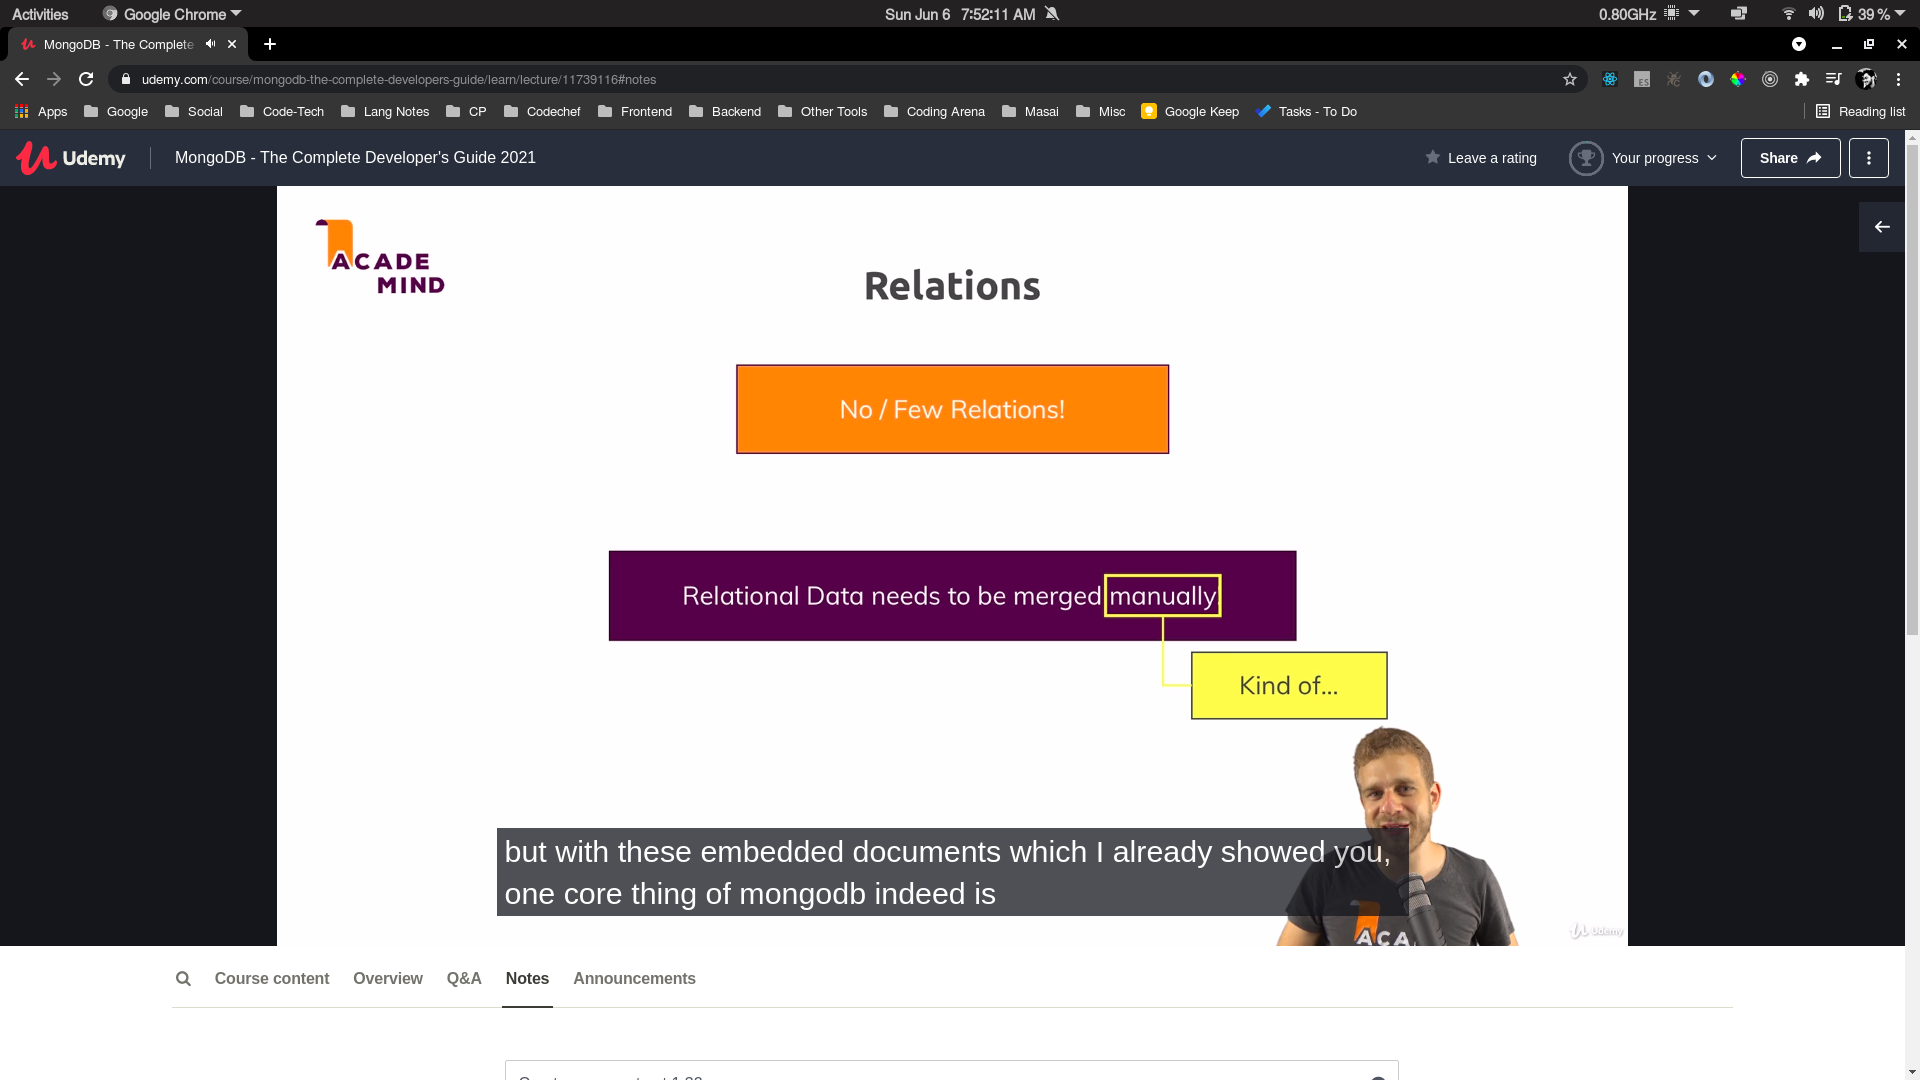 Activities
Google Chrome
Sun Jun 6 7:52:11 AM
0.80GHz
39 %
MongoDB - The Complete
udemy.com/course/mongodb-the-complete-developers-guide/learn/lecture/11739116#notes
Apps
Google
Social
Code-Tech
Lang Notes
CP
Codechef
Frontend
Backend
Other Tools
Coding Arena
Masai
Misc
Google Keep
Tasks - To Do
Reading list
Udemy
MongoDB - The Complete Developer's Guide 2021
Leave a rating
Your progress
Share
ACADE
MIND
Relations
No / Few Relations!
Relational Data needs to be merged manually
Kind of...
but with these embedded documents which I already showed you,
one core thing of mongodb indeed is
ACA
Udemy
Course content
Overview
Q&A
Notes
Announcements